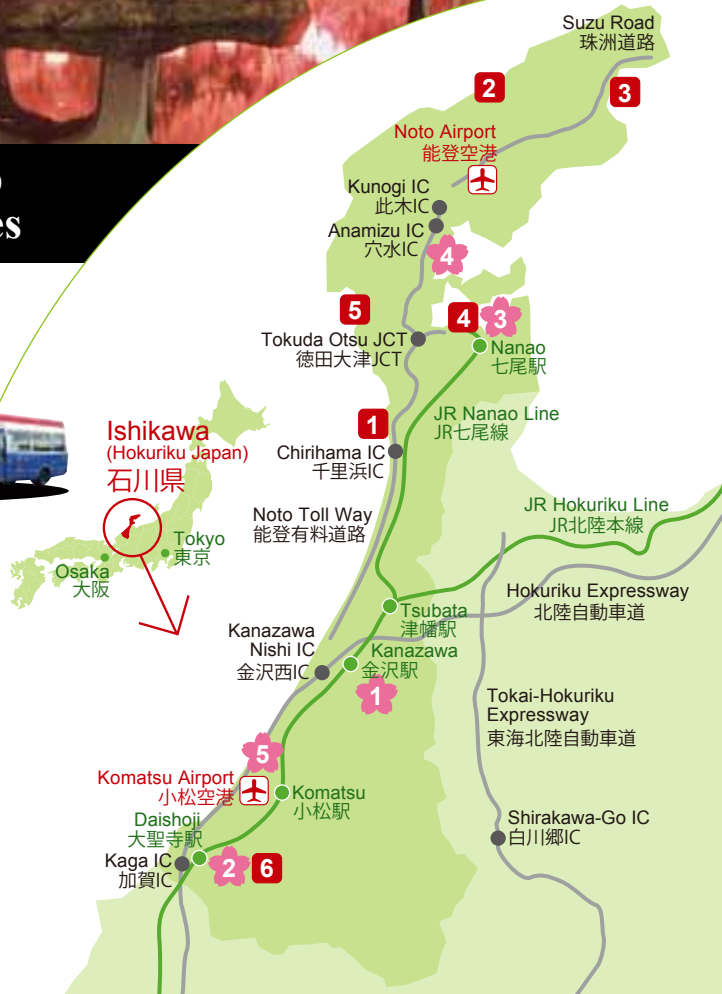 es
Suzu Road
珠洲道路
2
3
Noto Airport
能登空港
Kunogi IC
此木IC
Anamizu IC
穴水IC
4
5
4
3
Tokuda Otsu JCT
徳田大津JCT
Nanao
七尾駅
JR Nanao Line
JR七尾線
1
Chirihama IC
千里浜IC
Ishikawa
(Hokuriku Japan)
石川県
Tokyo
東京
Osaka
大阪
Noto Toll Way
能登有料道路
JR Hokuriku Line
JR北陸本線
Hokuriku Expressway
北陸自動車道
Tsubata
津幡駅
Kanazawa
Nishi IC
金沢西IC
Kanazawa
金沢駅
1
Tokai-Hokuriku
Expressway
東海北陸自動車道
5
Komatsu Airport
小松空港
Komatsu
小松駅
Daishoji
大聖寺駅
Kaga IC
加賀IC
2
6
Shirakawa-Go IC
白川郷IC